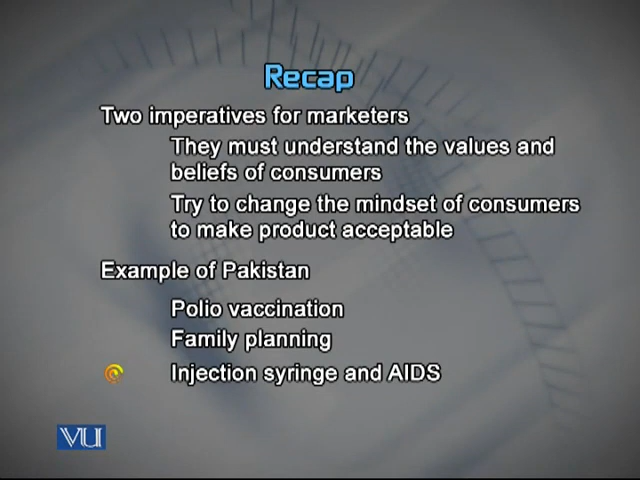 Recap
Two imperatives for marketers
They must understand the values and
beliefs of consumers
Try to change the mindset of consumers
to make product acceptable
Example of Pakistan
Polio vaccination
Family planning
Injection syringe and AIDS
VU